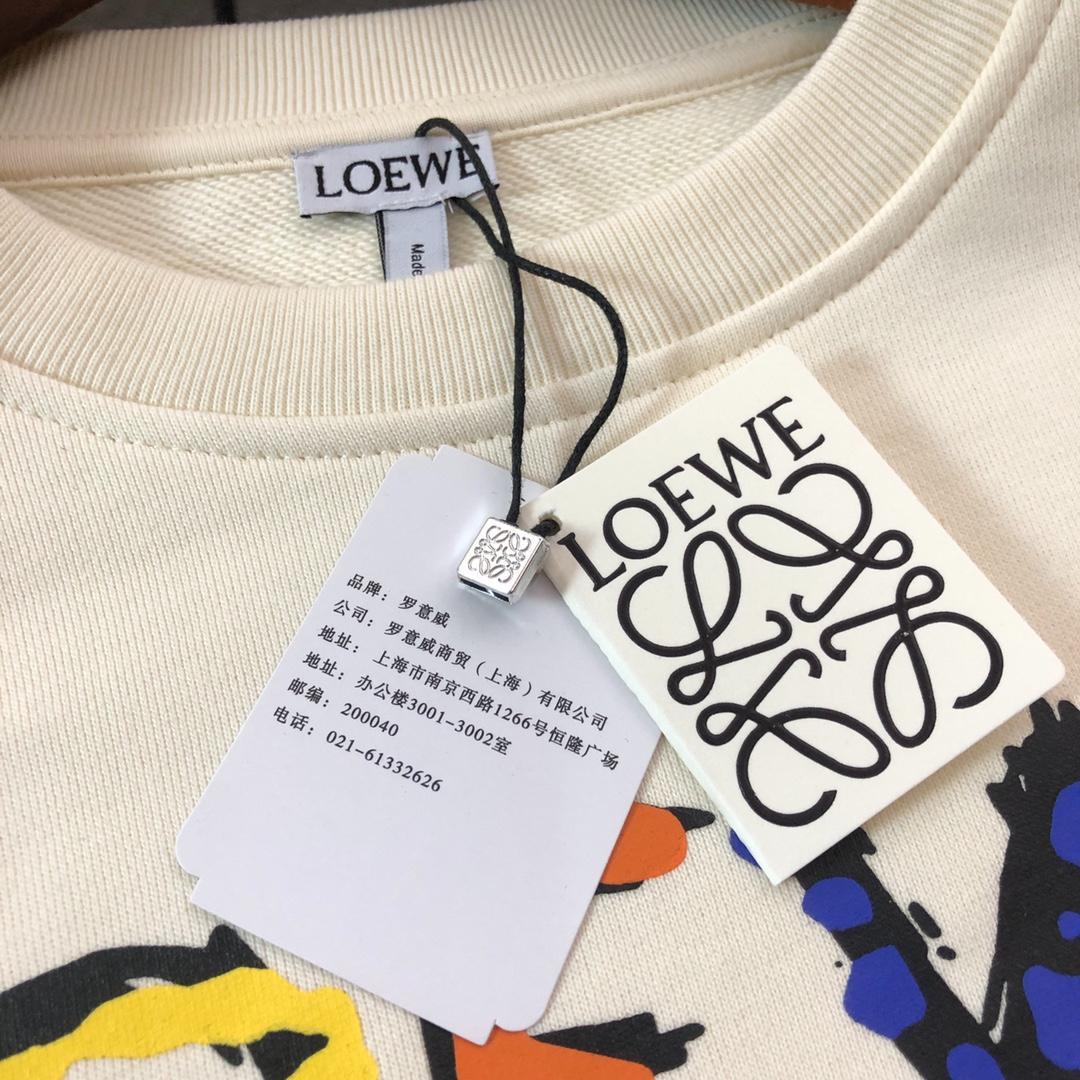 LOEWE
Made
LOEWE
品牌：罗意威
公司：罗意威商贸（上海）有限公司
地址：上海市南京西路1266号恒隆广场
地址：办公楼3001-3002室
邮编：200040
电话：021-61332626